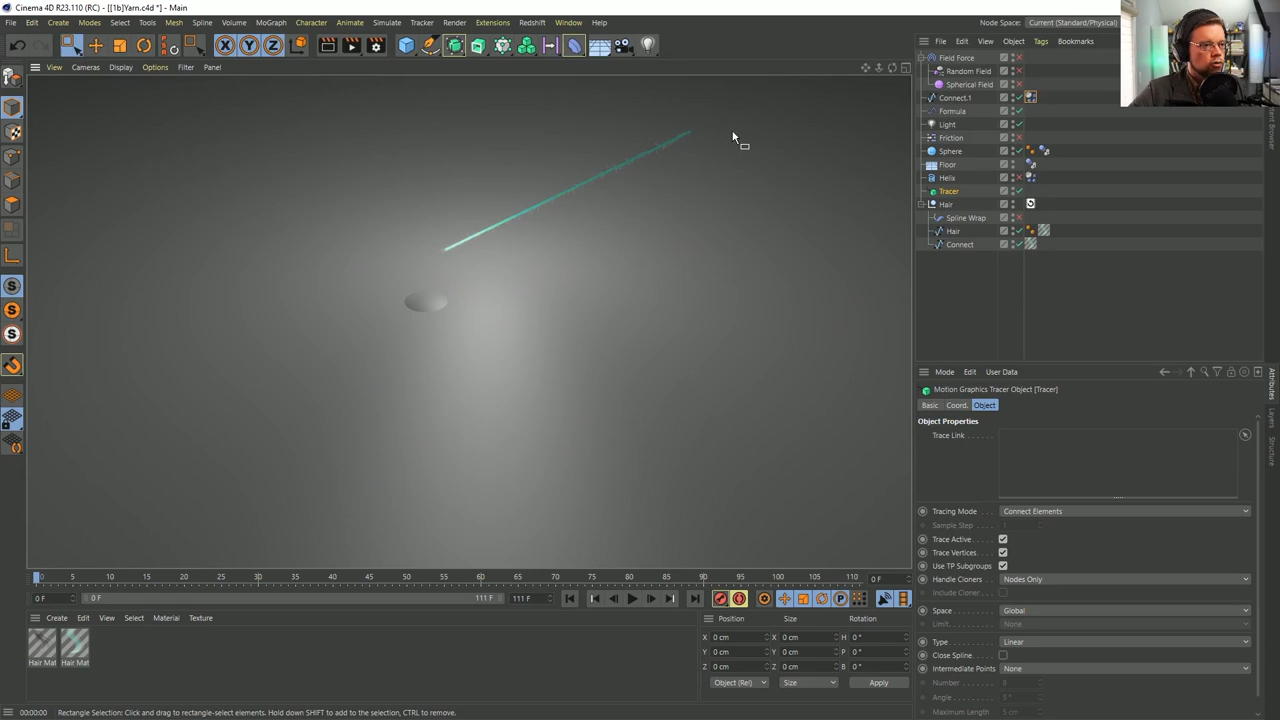 Cinema 4D R23.110 (RC) - [[1b]Yarn.c4d *] - Main
File Edit Create Modes Select Tools Mesh Spline Volume MoGraph Character Animate Simulate Tracker Render Extensions Redshift Window Help
Node Space: Current (Standard/Physical)
View Cameras Display Options Filter Panel
File Edit View Object Tags Bookmarks
Field Force
Random Field
Spherical Field
Connect.1
Formula
Light
Friction
Sphere
Floor
Helix
Tracer
Hair
Spline Wrap
Hair
Connect
Content Browser
Mode Edit User Data
Motion Graphics Tracer Object [Tracer]
Basic Coord. Object
Object Properties
Trace Link
Tracing Mode Connect Elements
Sample Step 1
Trace Active
Trace Vertices
Use TP Subgroups
Handle Cloners Nodes Only
Include Cloner
Space Global
Limit None
Type Linear
Close Spline
Intermediate Points None
Number 8
Angle 5°
Maximum Length 5 cm
Attributes
Layers
Structure
0 5 10 15 20 25 30 35 40 45 50 55 60 65 70 75 80 85 90 95 100 105 110 0 F
0 F 0 F 111 F 111 F
Create Edit View Select Material Texture
Hair Mat Hair Mat
Position Size Rotation
X 0 cm X 0 cm H 0 °
Y 0 cm Y 0 cm P 0 °
Z 0 cm Z 0 cm B 0 °
Object (Rel) Size Apply
00:00:00 Rectangle Selection: Click and drag to rectangle-select elements. Hold down SHIFT to add to the selection, CTRL to remove.